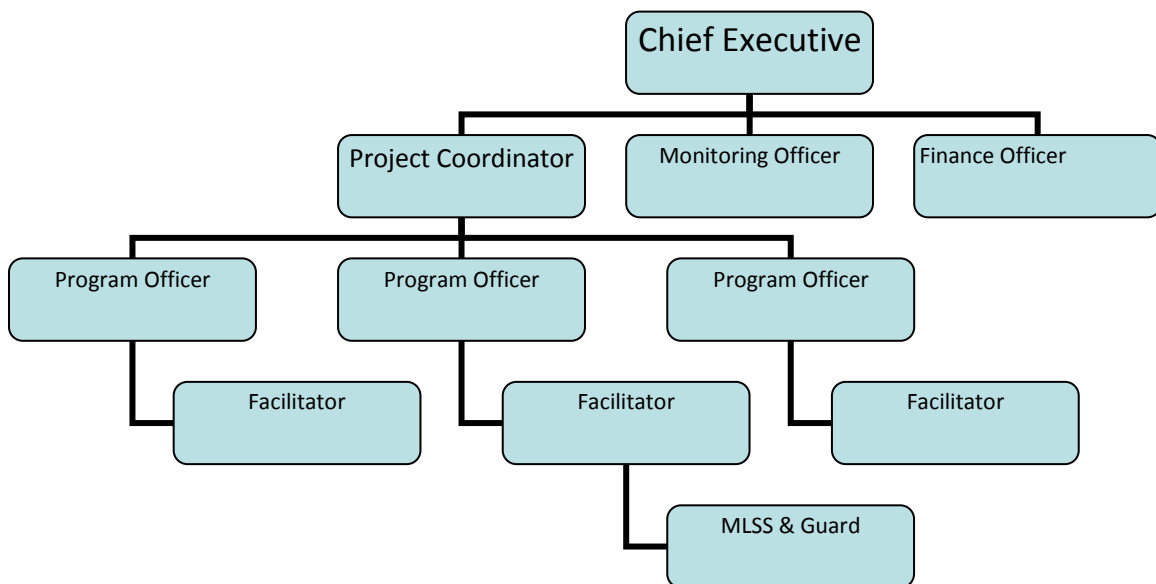 Chief Executive
Project Coordinator
Monitoring Officer
Finance Officer
Program Officer
Program Officer
Program Officer
Facilitator
Facilitator
Facilitator
MLSS & Guard